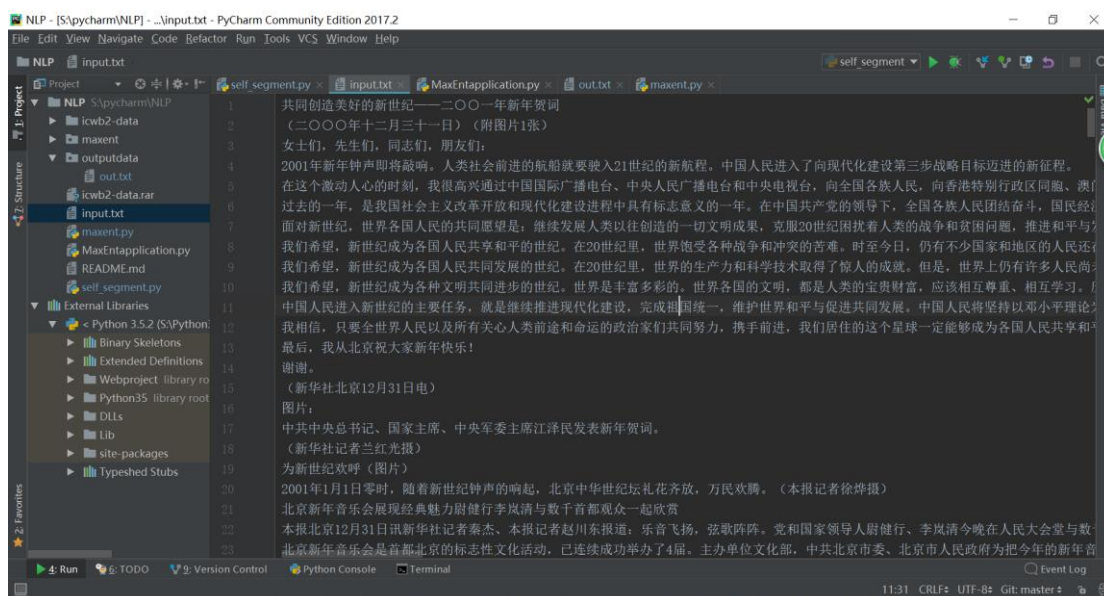 NLP - [S:\pycharm\NLP] - ...\input.txt - PyCharm Community Edition 2017.2
File Edit View Navigate Code Refactor Run Tools VCS Window Help
NLP input.txt
self_segment
Project
self_segment.py input.txt MaxEntapplication.py out.txt maxent.py
1: Project
7: Structure
2: Favorites
NLP S:\pycharm\NLP
icwb2-data
maxent
outputdata
out.txt
icwb2-data.rar
input.txt
maxent.py
MaxEntapplication.py
README.md
self_segment.py
External Libraries
< Python 3.5.2 (S:\Python
Binary Skeletons
Extended Definitions
Webproject library ro
Python35 library root
DLLs
Lib
site-packages
Typeshed Stubs
1 共同创造美好的新世纪——二〇〇一年新年贺词
2 (二〇〇〇年十二月三十一日)(附图片1张)
3 女士们,先生们,同志们,朋友们:
4 2001年新年钟声即将敲响。人类社会前进的航船就要驶入21世纪的新航程。中国人民进入了向现代化建设第三步战略目标迈进的新征程。
5 在这个激动人心的时刻,我很高兴通过中国国际广播电台、中央人民广播电台和中央电视台,向全国各族人民,向香港特别行政区同胞、澳门
6 过去的一年,是我国社会主义改革开放和现代化建设进程中具有标志意义的一年。在中国共产党的领导下,全国各族人民团结奋斗,国民经
7 面对新世纪,世界各国人民的共同愿望是:继续发展人类以往创造的一切文明成果,克服20世纪困扰着人类的战争和贫困问题,推进和平与
8 我们希望,新世纪成为各国人民共享和平的世纪。在20世纪里,世界饱受各种战争和冲突的苦难。时至今日,仍有不少国家和地区的人民还
9 我们希望,新世纪成为各国人民共同发展的世纪。在20世纪里,世界的生产力和科学技术取得了惊人的成就。但是,世界上仍有许多人民尚
10 我们希望,新世纪成为各种文明共同进步的世纪。世界是丰富多彩的。世界各国的文明,都是人类的宝贵财富,应该相互尊重、相互学习。
11 中国人民进入新世纪的主要任务,就是继续推进现代化建设,完成祖国统一,维护世界和平与促进共同发展。中国人民将坚持以邓小平理论
12 我相信,只要全世界人民以及所有关心人类前途和命运的政治家们共同努力,携手前进,我们居住的这个星球一定能够成为各国人民共享和
13 最后,我从北京祝大家新年快乐!
14 谢谢。
15 (新华社北京12月31日电)
16 图片:
17 中共中央总书记、国家主席、中央军委主席江泽民发表新年贺词。
18 (新华社记者兰红光摄)
19 为新世纪欢呼(图片)
20 2001年1月1日零时,随着新世纪钟声的响起,北京中华世纪坛礼花齐放,万民欢腾。(本报记者徐烨摄)
21 北京新年音乐会展现经典魅力尉健行李岚清与数千首都观众一起欣赏
22 本报北京12月31日讯新华社记者秦杰、本报记者赵川东报道:乐音飞扬,弦歌阵阵。党和国家领导人尉健行、李岚清今晚在人民大会堂与数
23 北京新年音乐会是首都北京的标志性文化活动,已连续成功举办了4届。主办单位文化部,中共北京市委、北京市人民政府为把今年的新年音
4: Run 6: TODO 9: Version Control Python Console Terminal Event Log
11:31 CRLF UTF-8 Git: master